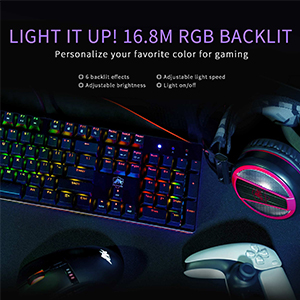 LIGHT IT UP! 16.8M RGB BACKLIT
Personalize your favorite color for gaming
6 backlit effects
Adjustable light speed
Adjustable brightness
Light on/off